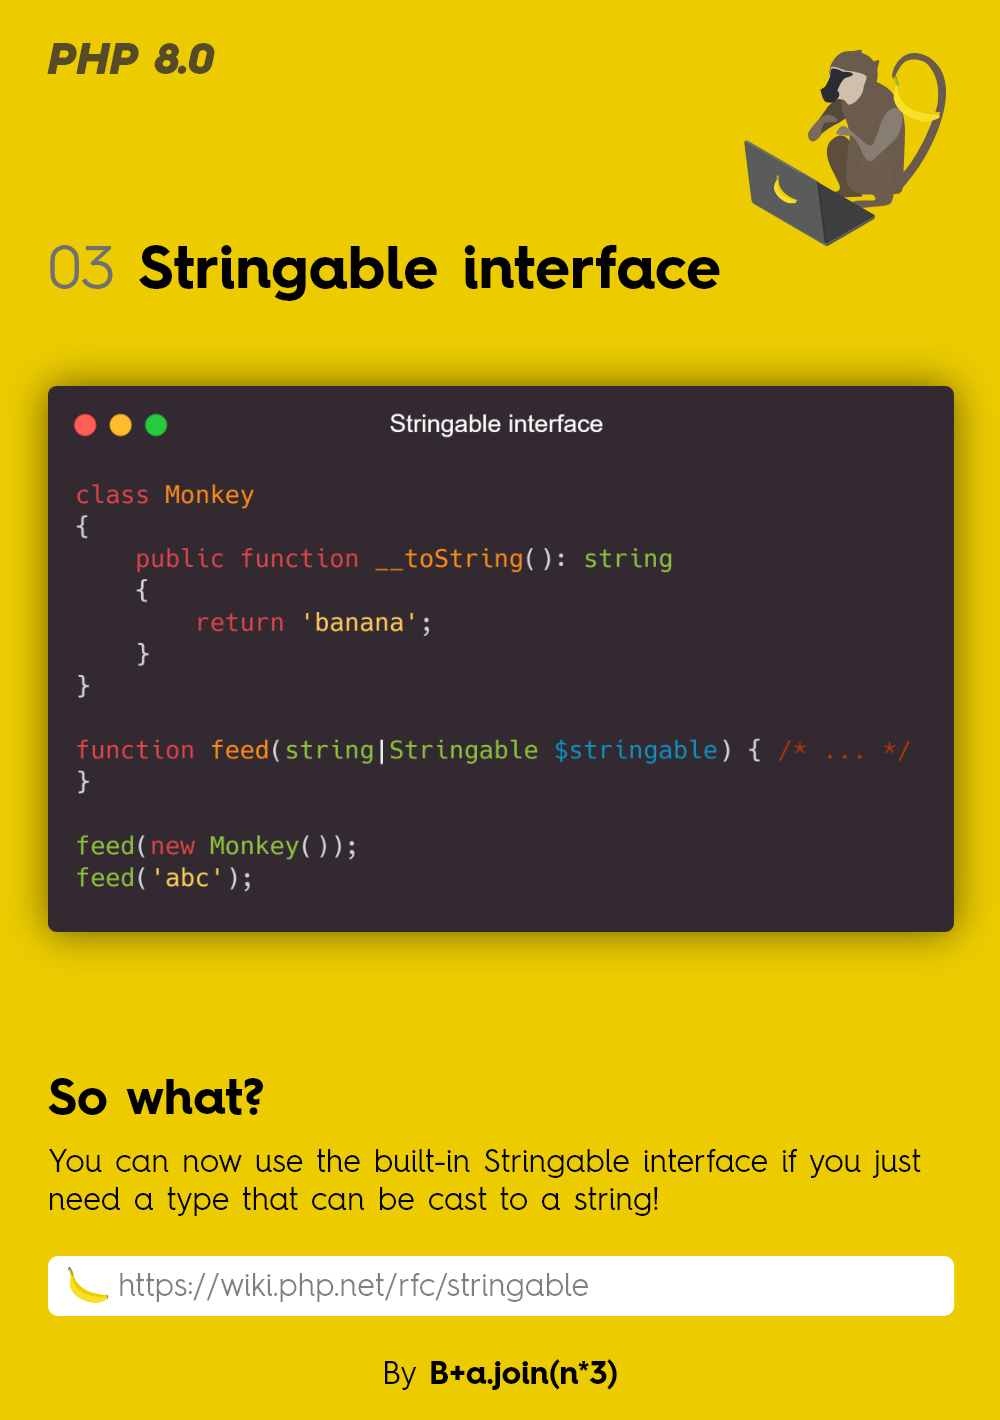 PHP 8.0
03 Stringable interface
Stringable interface
class Monkey
{
    public function __toString(): string
    {
        return 'banana';
    }
}
function feed(string|Stringable $stringable) { /* ... */
}
feed(new Monkey());
feed('abc');
So what?
You can now use the built-in Stringable interface if you just
need a type that can be cast to a string!
https://wiki.php.net/rfc/stringable
By B+a.join(n*3)